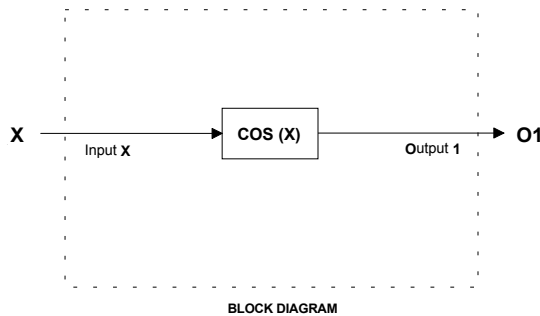 COS (X)
X
O1
Input X
Output 1
BLOCK DIAGRAM